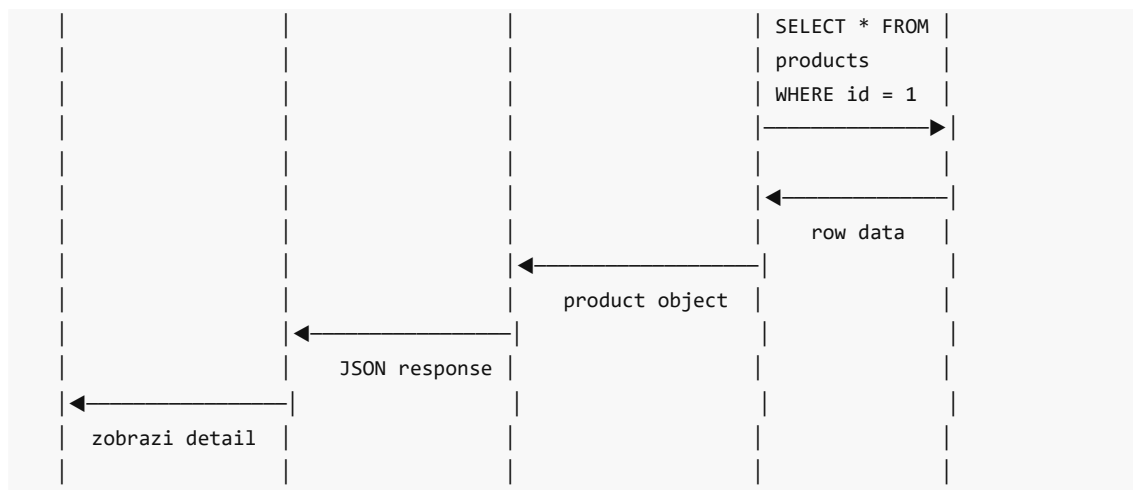 SELECT * FROM
products
WHERE id = 1
row data
product object
JSON response
zobrazi detail